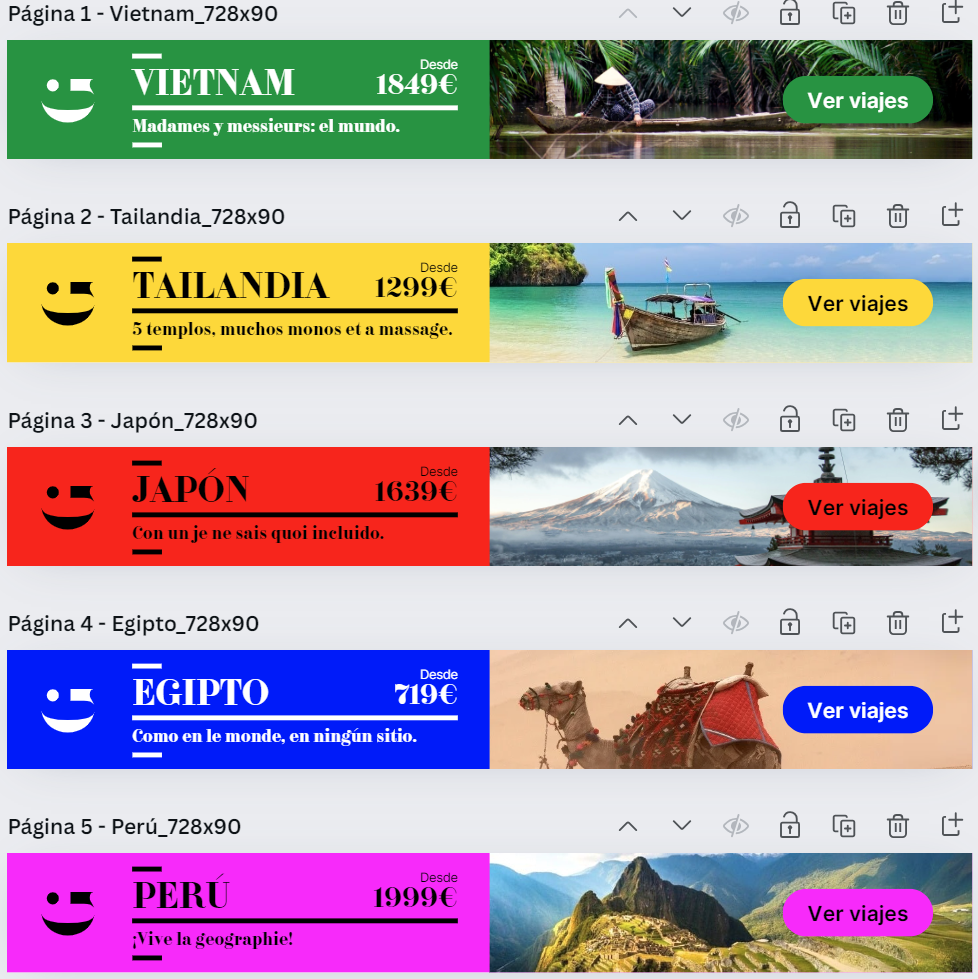 Página 1 - Vietnam_728x90
VIETNAM
Desde
1849€
Madames y messieurs: el mundo.
Ver viajes
Página 2 - Tailandia_728x90
TAILANDIA
Desde
1299€
5 templos, muchos monos et a massage.
Ver viajes
Página 3 - Japón_728x90
JAPÓN
Desde
1639€
Con un je ne sais quoi incluido.
Ver viajes
Página 4 - Egipto_728x90
EGIPTO
Desde
719€
Como en le monde, en ningún sitio.
Ver viajes
Página 5 - Perú_728x90
PERÚ
Desde
1999€
¡Vive la geographie!
Ver viajes